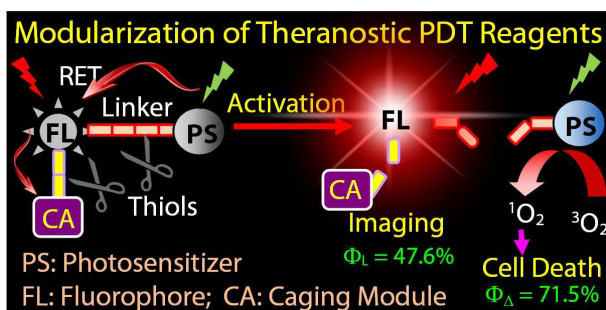 Modularization of Theranostic PDT Reagents
RET
Linker
FL
PS
CA
Thiols
Activation
FL
CA
Imaging
ΦL = 47.6%
PS
¹O₂
³O₂
Cell Death
ΦΔ = 71.5%
PS: Photosensitizer
FL: Fluorophore; CA: Caging Module